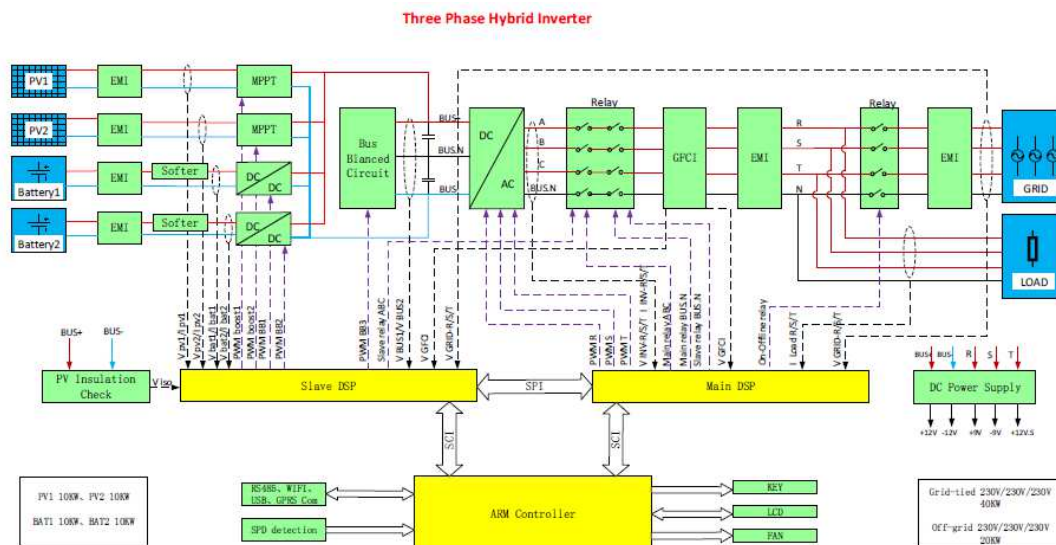 Three Phase Hybrid Inverter
PV1
EMI
MPPT
PV2
EMI
MPPT
Battery1
EMI
Softer
DC
DC
Battery2
EMI
Softer
DC
DC
Bus
Blanced
Circuit
BUS+
BUS.N
BUS
DC
AC
A
B
C
BUS.N
Relay
GFCI
EMI
R
S
T
N
Relay
EMI
GRID
LOAD
V pv1/I pv1
V pv2/I pv2
V bat1/I bat1
V bat2/I bat2
PWM boost1
PWM boost2
PWM BB1
PWM BB2
PWM BB3
Slave relay ABC
V BUS1/V BUS2
V GFCI
V GRID-R/S/T
PWM R
PWM S
PWM T
V INV-R/S/T I INV-R/S/T
Main relay ABC
Main relay BUS.N
Slave relay BUS.N
V GFCI
On-Offline relay
I Load R/S/T
V GRID-R/S/T
BUS+
BUS-
PV Insulation
Check
V iso
Slave DSP
SPI
Main DSP
BUS+
BUS-
R
S
T
DC Power Supply
+12V
-12V
+9V
-9V
+12V.S
SCI
SCI
PV1 10KW、PV2 10KW
BAT1 10KW、BAT2 10KW
RS485、WIFI、
USB、GPRS Com
SPD detection
ARM Controller
KEY
LCD
FAN
Grid-tied 230V/230V/230V
40KW
Off-grid 230V/230V/230V
20KW